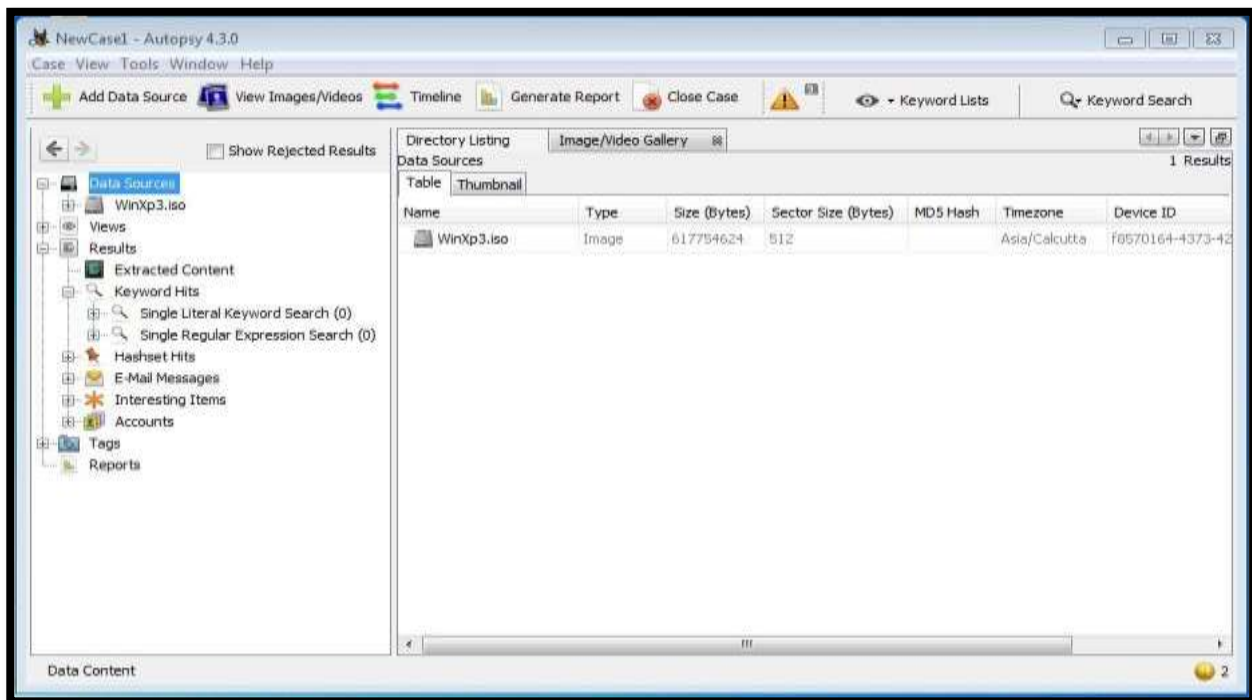 NewCase1 - Autopsy 4.3.0
Case View Tools Window Help
Add Data Source View Images/Videos Timeline Generate Report Close Case Keyword Lists Keyword Search
Show Rejected Results
Data Sources
WinXp3.iso
Views
Results
Extracted Content
Keyword Hits
Single Literal Keyword Search (0)
Single Regular Expression Search (0)
Hashset Hits
E-Mail Messages
Interesting Items
Accounts
Tags
Reports
Directory Listing Image/Video Gallery
Data Sources 1 Results
Table Thumbnail
Name Type Size (Bytes) Sector Size (Bytes) MD5 Hash Timezone Device ID
WinXp3.iso Image 617754624 512 Asia/Calcutta f8570164-4373-42
Data Content 2